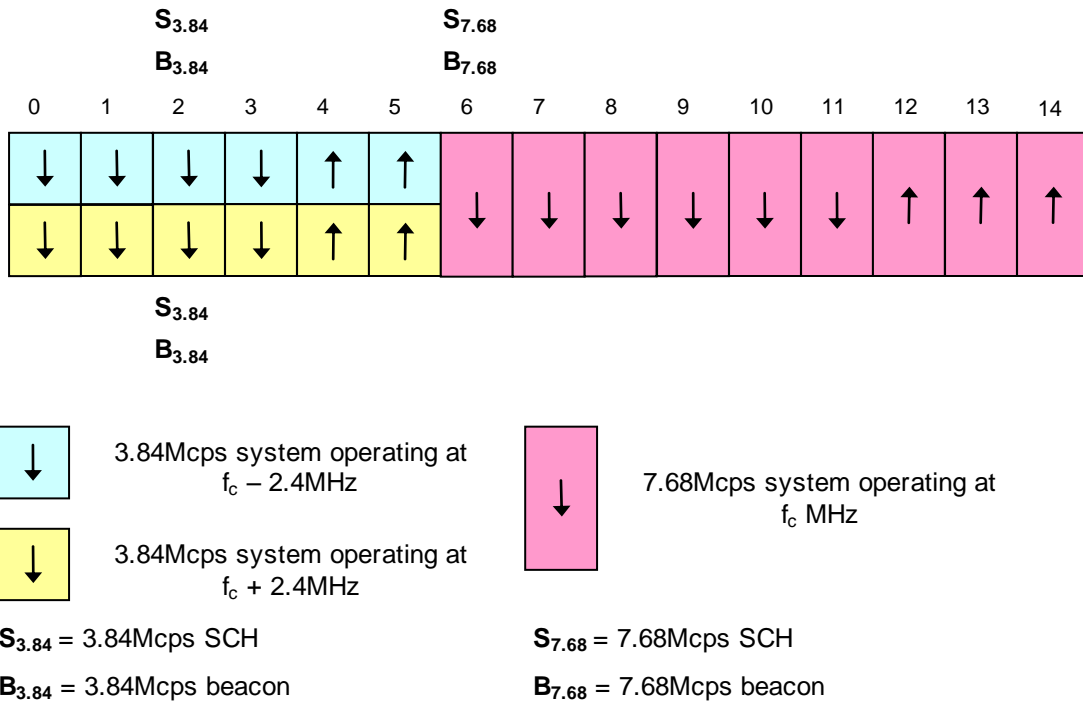 S3.84 S7.68
B3.84 B7.68
0 1 2 3 4 5 6 7 8 9 10 11 12 13 14
S3.84
B3.84
3.84Mcps system operating at
fc – 2.4MHz
7.68Mcps system operating at
fc MHz
3.84Mcps system operating at
fc + 2.4MHz
S3.84 = 3.84Mcps SCH S7.68 = 7.68Mcps SCH
B3.84 = 3.84Mcps beacon B7.68 = 7.68Mcps beacon